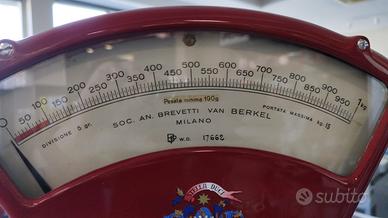 0 50 100 150 200 250 300 350 400 450 500 550 600 650 700 750 800 850 900 950 1 kg
Pesata minima 100g
DIVISIONE 5 gr.
PORTATA MASSIMA kg. 15
SOC. AN. BREVETTI VAN BERKEL
MILANO
W.D. 17662
STELLA DUCE
subito